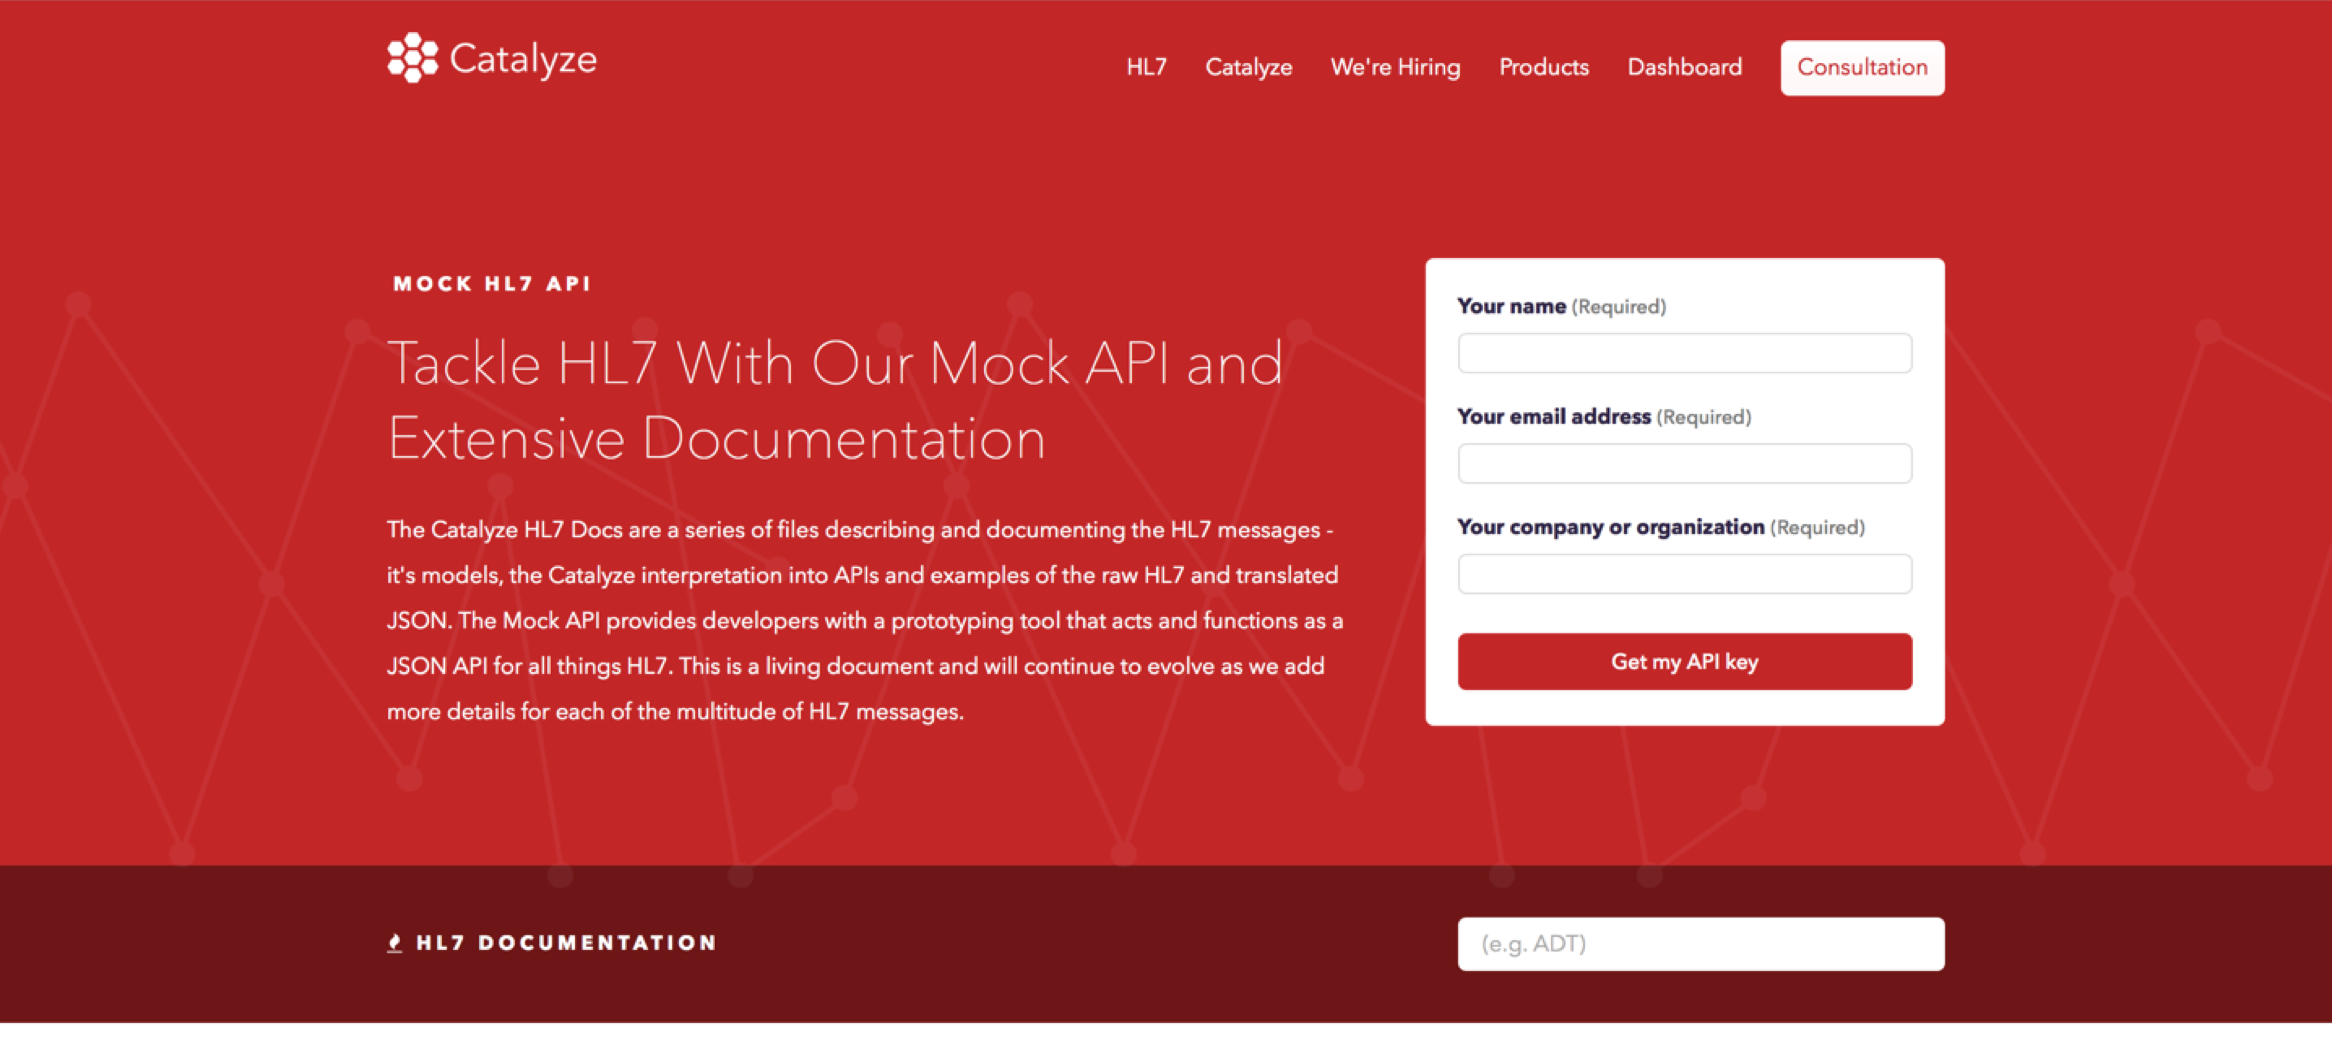 Catalyze
HL7 Catalyze We're Hiring Products Dashboard Consultation
MOCK HL7 API
Tackle HL7 With Our Mock API and
Extensive Documentation
The Catalyze HL7 Docs are a series of files describing and documenting the HL7 messages -
it's models, the Catalyze interpretation into APIs and examples of the raw HL7 and translated
JSON. The Mock API provides developers with a prototyping tool that acts and functions as a
JSON API for all things HL7. This is a living document and will continue to evolve as we add
more details for each of the multitude of HL7 messages.
Your name (Required)
Your email address (Required)
Your company or organization (Required)
Get my API key
HL7 DOCUMENTATION
(e.g. ADT)